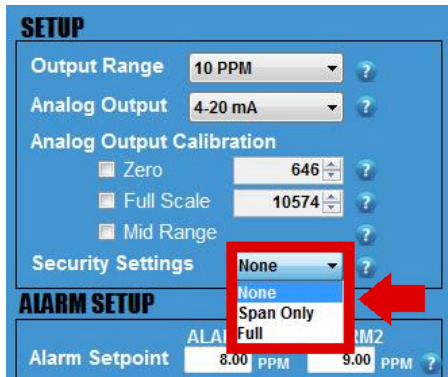 SETUP
Output Range 10 PPM ?
Analog Output 4-20 mA ?
Analog Output Calibration
Zero 646 ?
Full Scale 10574 ?
Mid Range ?
Security Settings None ?
None
Span Only
Full
ALARM SETUP
ALA RM2
Alarm Setpoint 8.00 PPM 9.00 PPM ?